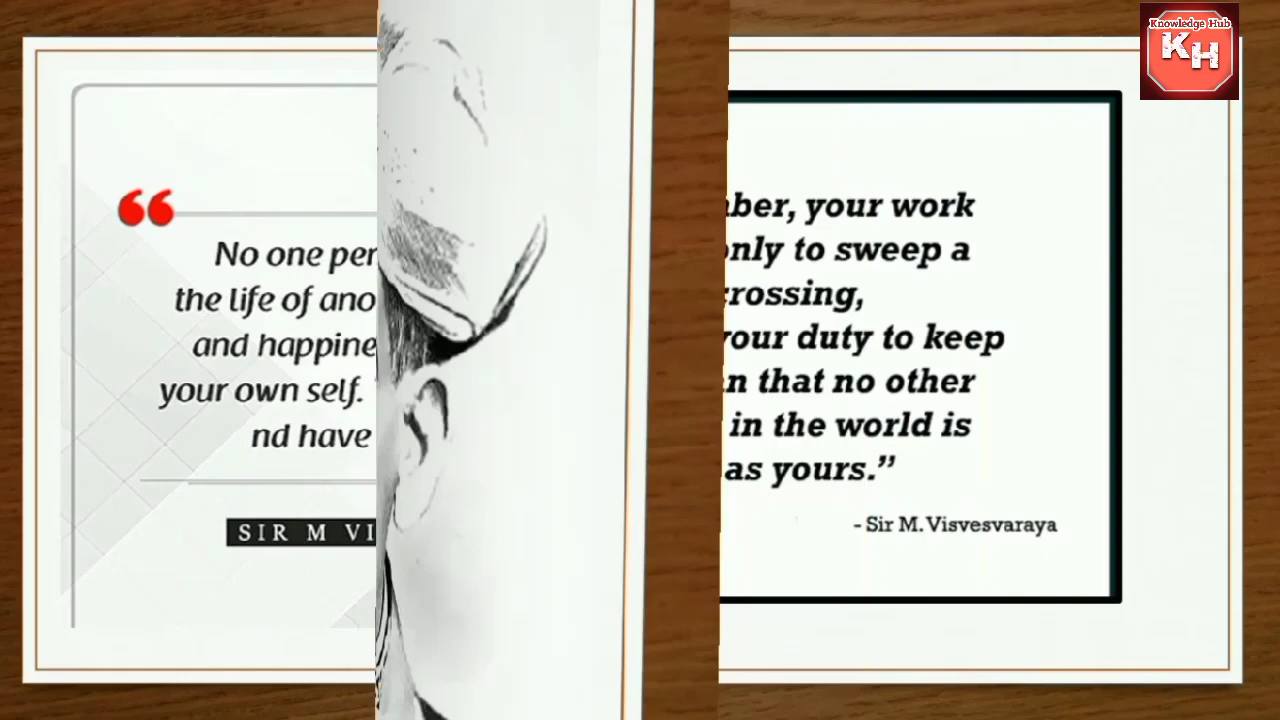 Knowledge Hub
KH
“
No one per
the life of ano
and happine
your own self.
nd have
SIR M VI
ber, your work
only to sweep a
crossing,
your duty to keep
n that no other
in the world is
as yours.”
- Sir M. Visvesvaraya